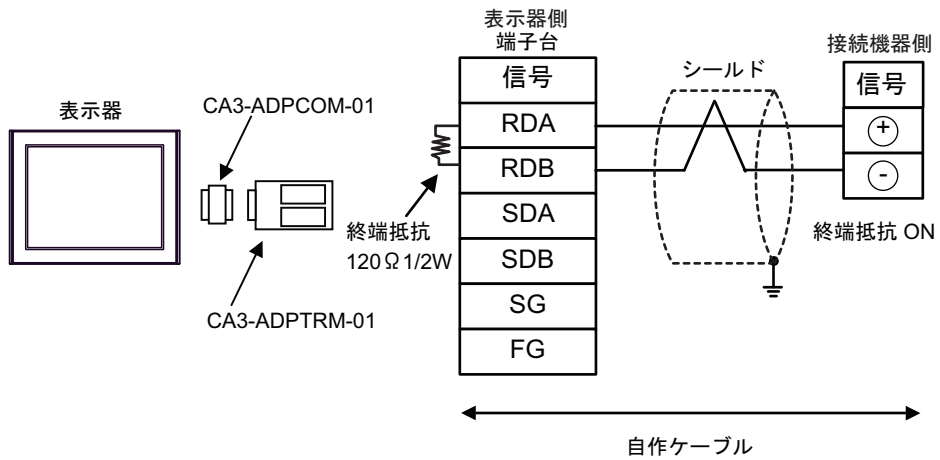 表示器
CA3-ADPCOM-01
CA3-ADPTRM-01
終端抵抗
120Ω1/2W
表示器側
端子台
信号
RDA
RDB
SDA
SDB
SG
FG
シールド
接続機器側
信号
+
-
終端抵抗 ON
自作ケーブル